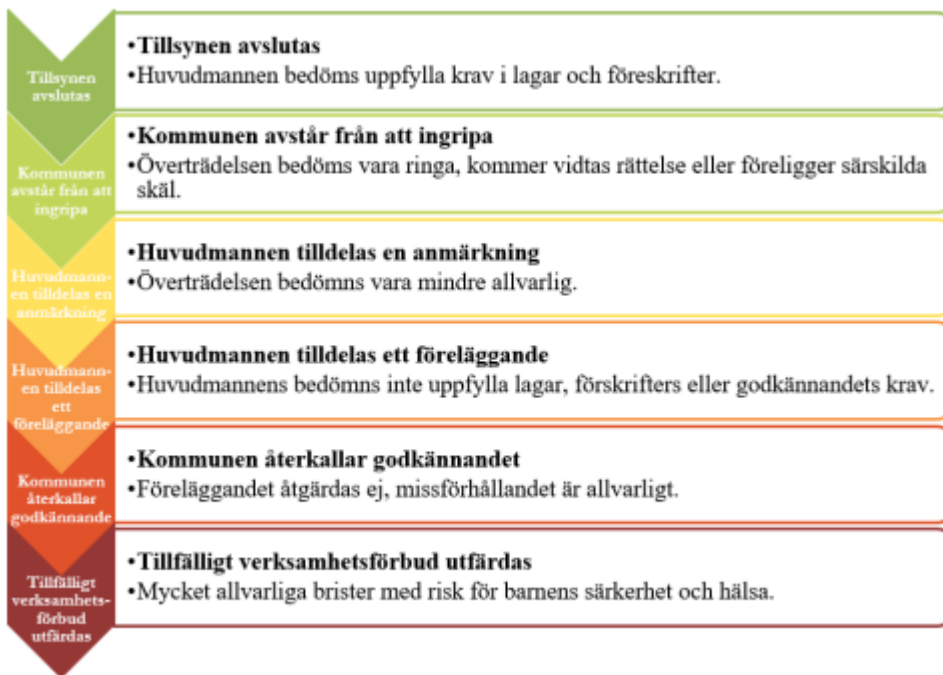 Tillsynen
avslutas
•Tillsynen avslutas
•Huvudmannen bedöms uppfylla krav i lagar och föreskrifter.
Kommunen
avstår från att
ingripa
•Kommunen avstår från att ingripa
•Överträdelsen bedöms vara ringa, kommer vidtas rättelse eller föreligger särskilda
skäl.
Huvudmann-
en tilldelas en
anmärkning
•Huvudmannen tilldelas en anmärkning
•Överträdelsen bedömns vara mindre allvarlig.
Huvudmann-
en tilldelas
ett
föreläggande
•Huvudmannen tilldelas ett föreläggande
•Huvudmannens bedömns inte uppfylla lagar, förskrifters eller godkännandets krav.
Kommunen
återkallar
godkännande
•Kommunen återkallar godkännandet
•Föreläggandet åtgärdas ej, missförhållandet är allvarligt.
Tillfälligt
verksamhets-
förbud
utfärdas
•Tillfälligt verksamhetsförbud utfärdas
•Mycket allvarliga brister med risk för barnens särkerhet och hälsa.